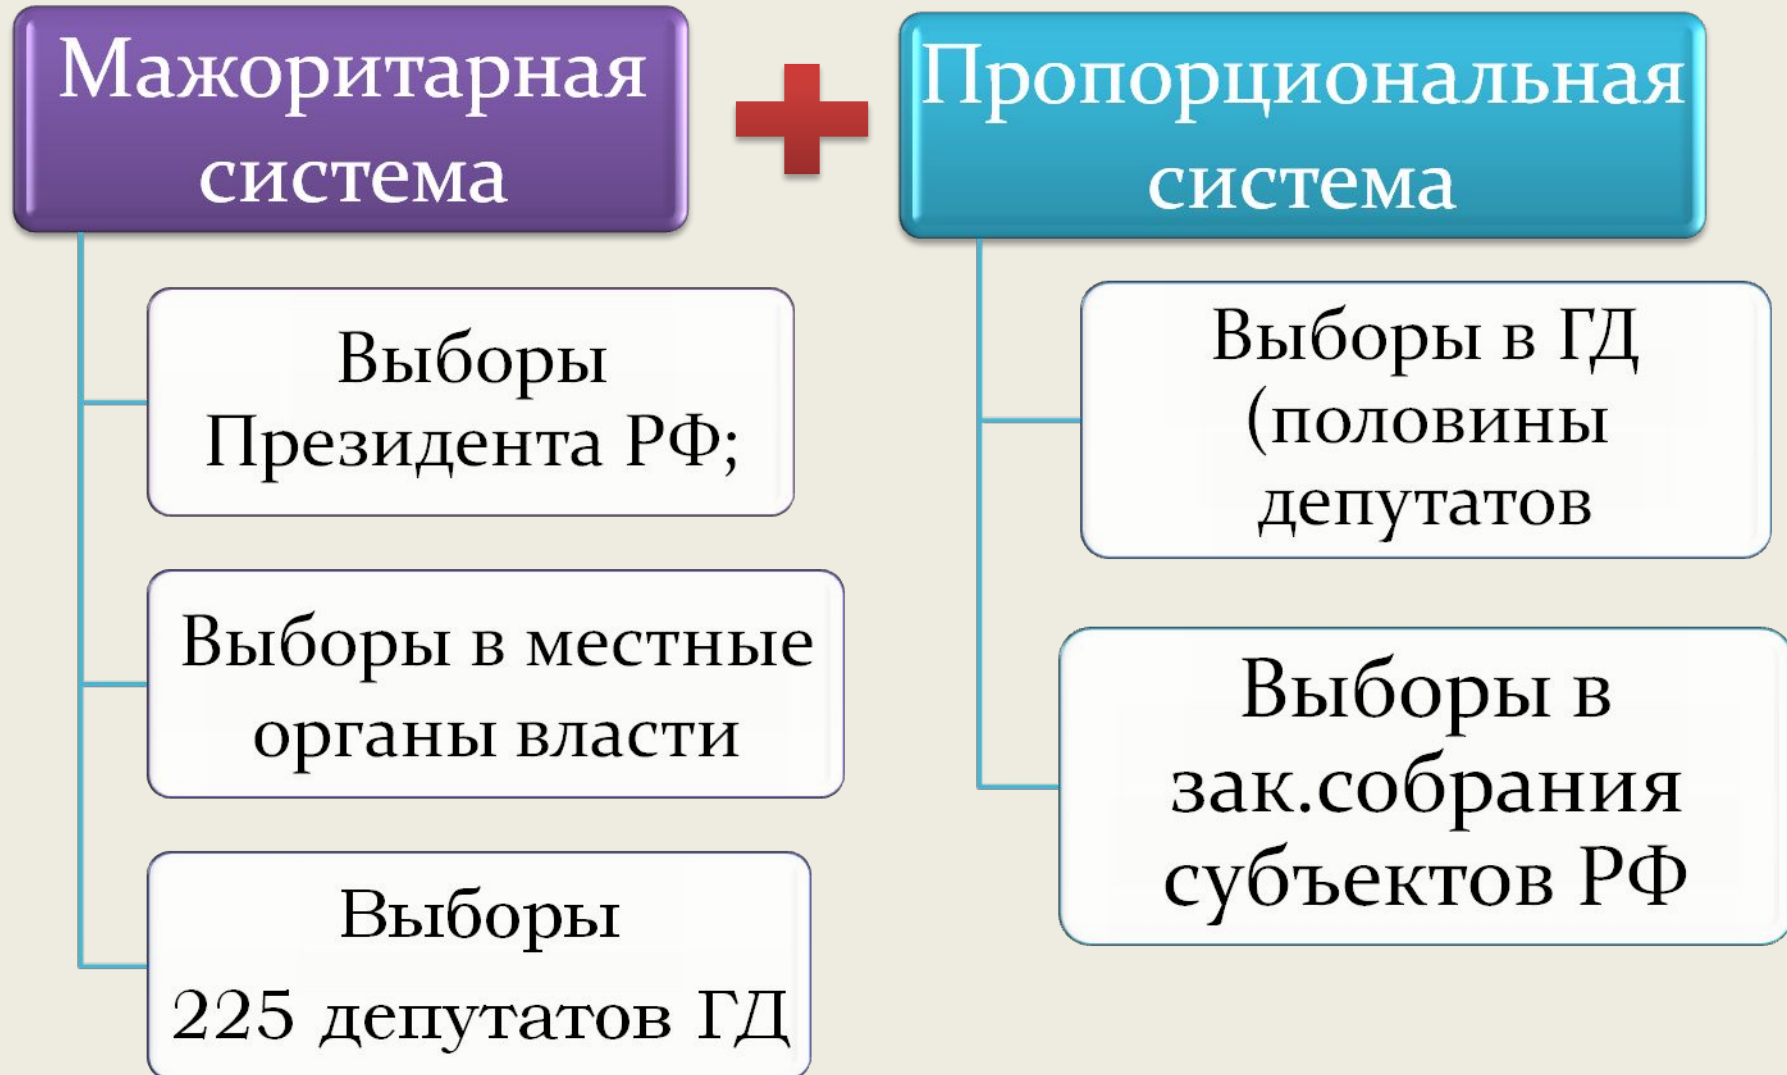 Мажоритарная
система
Пропорциональная
система
Выборы
Президента РФ;
Выборы в местные
органы власти
Выборы
225 депутатов ГД
Выборы в ГД
(половины
депутатов
Выборы в
зак.собрания
субъектов РФ